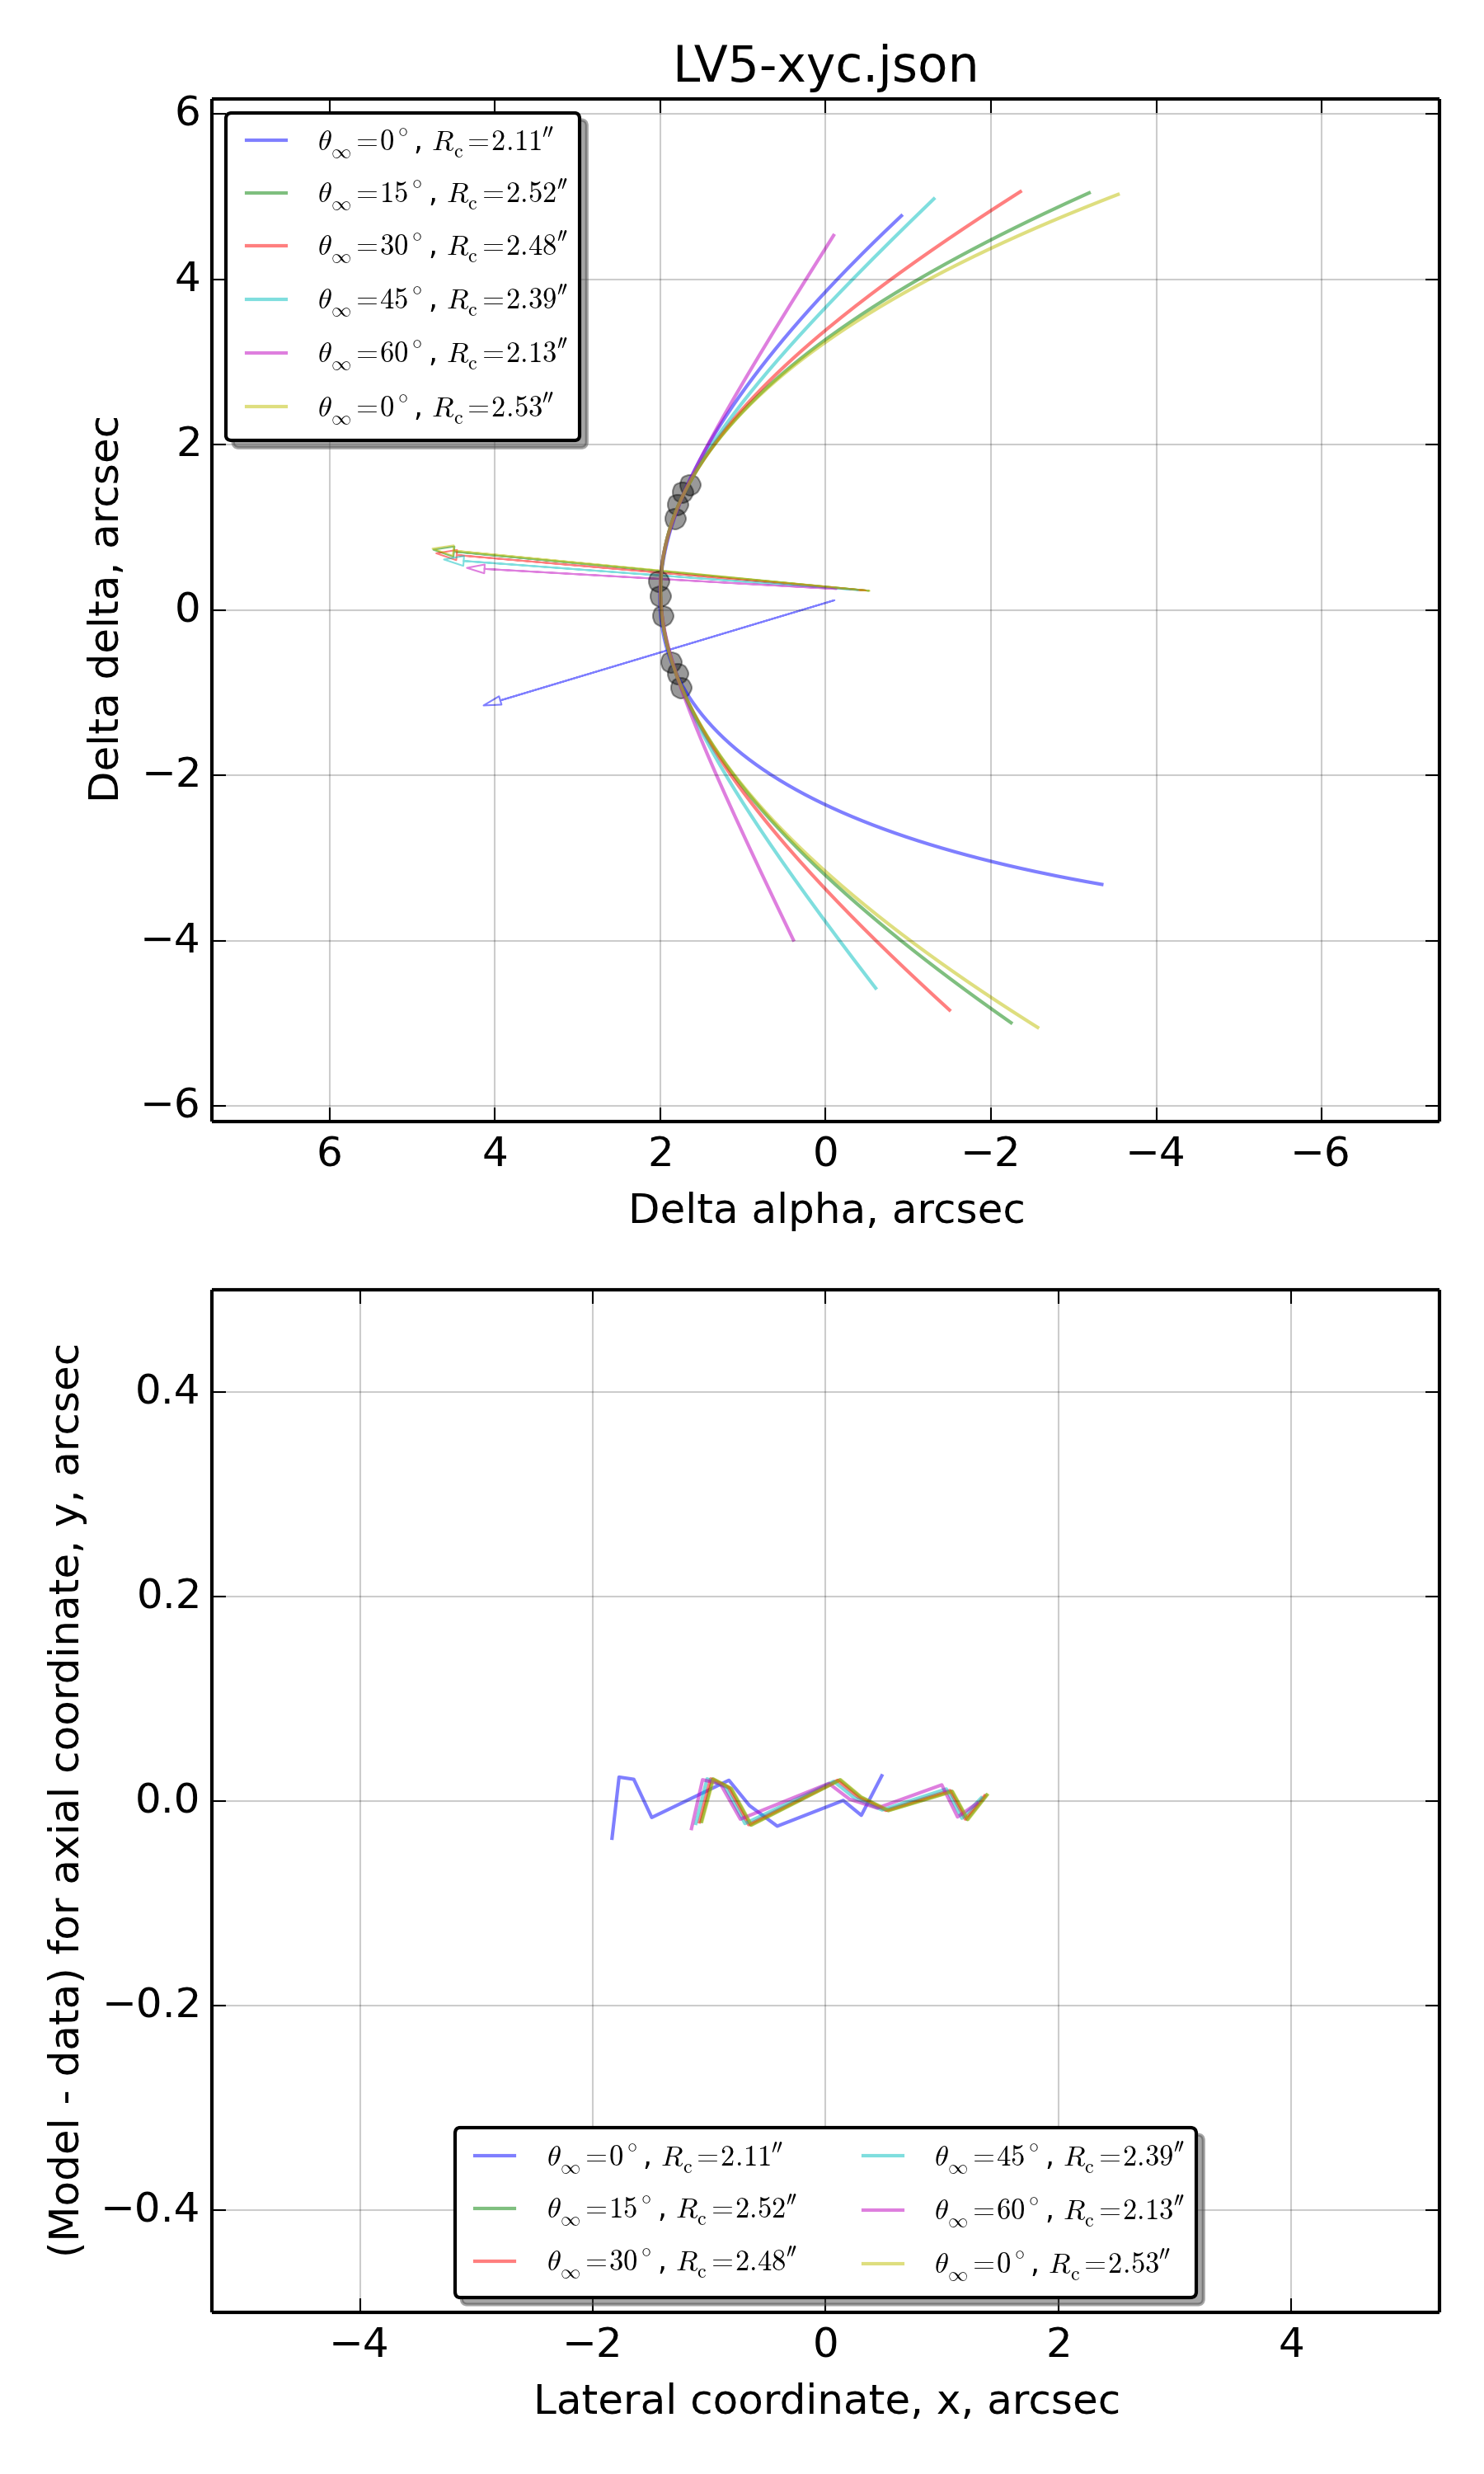 LV5-xyc.json
6
4
2
0
−2
−4
−6
Delta delta, arcsec
θ∞=0°, Rc=2.11″
θ∞=15°, Rc=2.52″
θ∞=30°, Rc=2.48″
θ∞=45°, Rc=2.39″
θ∞=60°, Rc=2.13″
θ∞=0°, Rc=2.53″
6 4 2 0 −2 −4 −6
Delta alpha, arcsec
(Model - data) for axial coordinate, y, arcsec
0.4
0.2
0.0
−0.2
−0.4
θ∞=0°, Rc=2.11″ θ∞=45°, Rc=2.39″
θ∞=15°, Rc=2.52″ θ∞=60°, Rc=2.13″
θ∞=30°, Rc=2.48″ θ∞=0°, Rc=2.53″
−4 −2 0 2 4
Lateral coordinate, x, arcsec